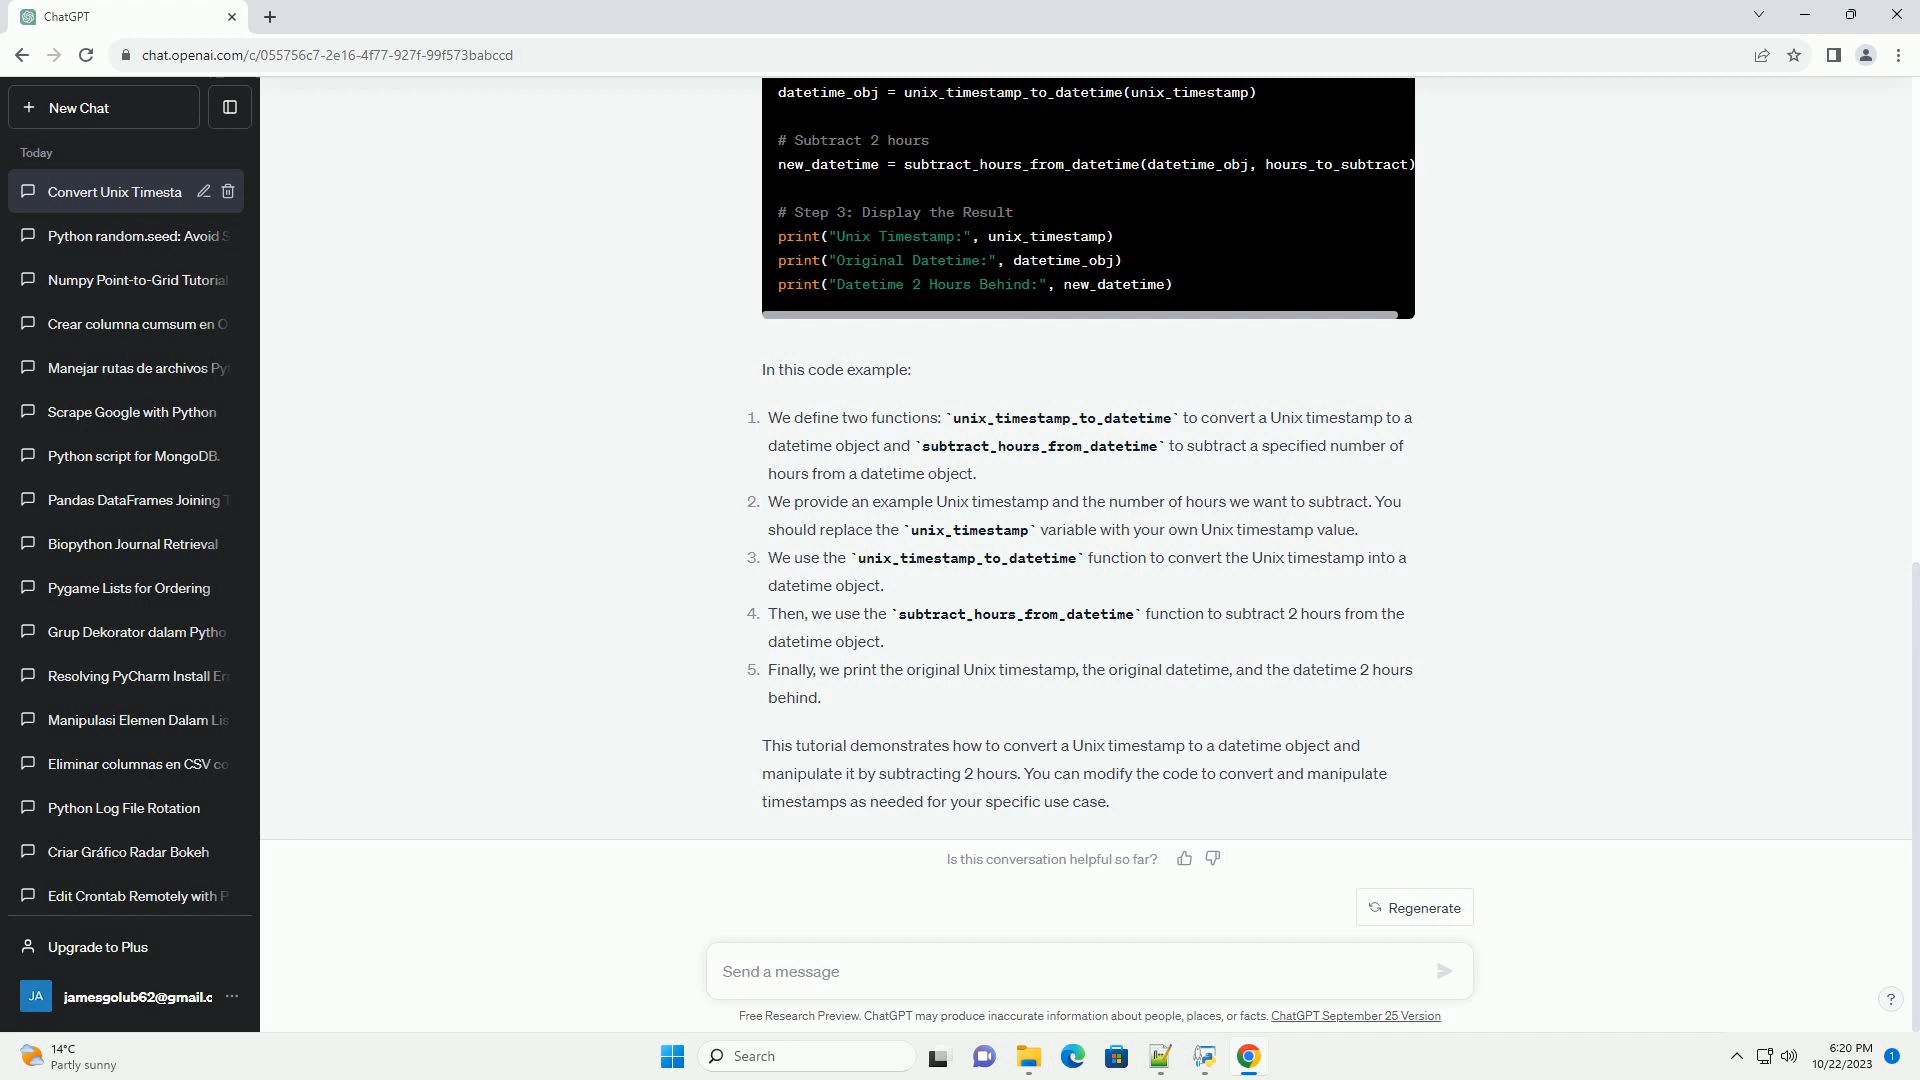 ChatGPT
chat.openai.com/c/055756c7-2e16-4f77-927f-99f573babccd
New Chat
Today
Convert Unix Timesta
Python random.seed: Avoid S
Numpy Point-to-Grid Tutorial
Crear columna cumsum en O
Manejar rutas de archivos Pyt
Scrape Google with Python
Python script for MongoDB.
Pandas DataFrames Joining T
Biopython Journal Retrieval
Pygame Lists for Ordering
Grup Dekorator dalam Pytho
Resolving PyCharm Install Err
Manipulasi Elemen Dalam Lis
Eliminar columnas en CSV co
Python Log File Rotation
Criar Gráfico Radar Bokeh
Edit Crontab Remotely with P
Upgrade to Plus
JA jamesgolub62@gmail.c
datetime_obj = unix_timestamp_to_datetime(unix_timestamp)
# Subtract 2 hours
new_datetime = subtract_hours_from_datetime(datetime_obj, hours_to_subtract)
# Step 3: Display the Result
print("Unix Timestamp:", unix_timestamp)
print("Original Datetime:", datetime_obj)
print("Datetime 2 Hours Behind:", new_datetime)
In this code example:
1. We define two functions: `unix_timestamp_to_datetime` to convert a Unix timestamp to a
datetime object and `subtract_hours_from_datetime` to subtract a specified number of
hours from a datetime object.
2. We provide an example Unix timestamp and the number of hours we want to subtract. You
should replace the `unix_timestamp` variable with your own Unix timestamp value.
3. We use the `unix_timestamp_to_datetime` function to convert the Unix timestamp into a
datetime object.
4. Then, we use the `subtract_hours_from_datetime` function to subtract 2 hours from the
datetime object.
5. Finally, we print the original Unix timestamp, the original datetime, and the datetime 2 hours
behind.
This tutorial demonstrates how to convert a Unix timestamp to a datetime object and
manipulate it by subtracting 2 hours. You can modify the code to convert and manipulate
timestamps as needed for your specific use case.
Is this conversation helpful so far?
Regenerate
Send a message
Free Research Preview. ChatGPT may produce inaccurate information about people, places, or facts. ChatGPT September 25 Version
?
14°C
Partly sunny
Search
6:20 PM
10/22/2023
1